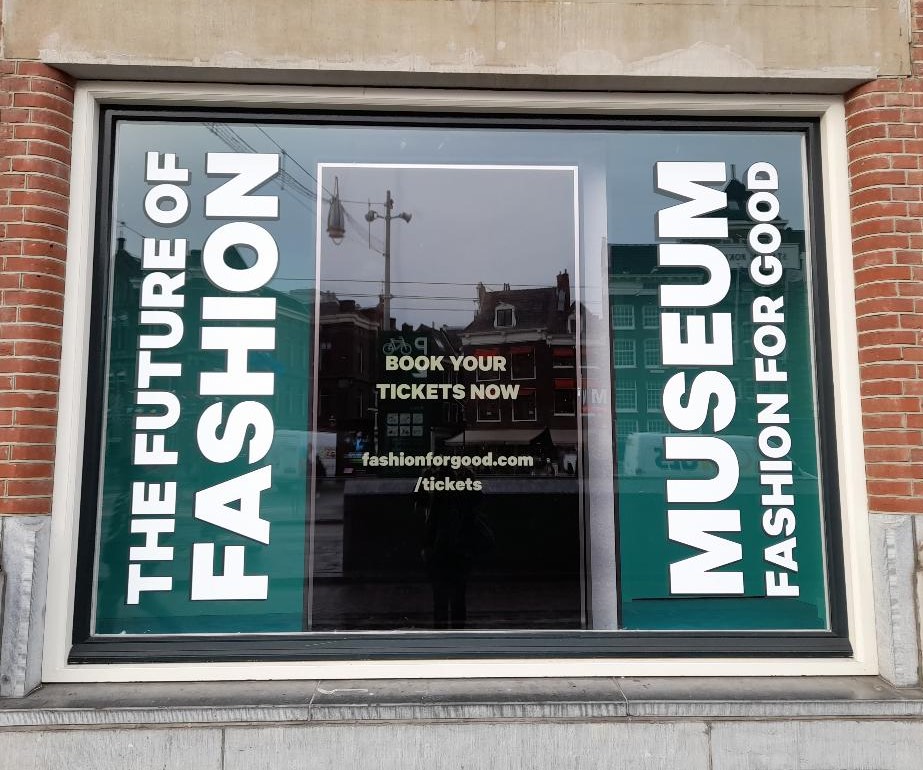 THE FUTURE OF
FASHION
BOOK YOUR
TICKETS NOW
fashionforgood.com
/tickets
MUSEUM
FASHION FOR GOOD
P